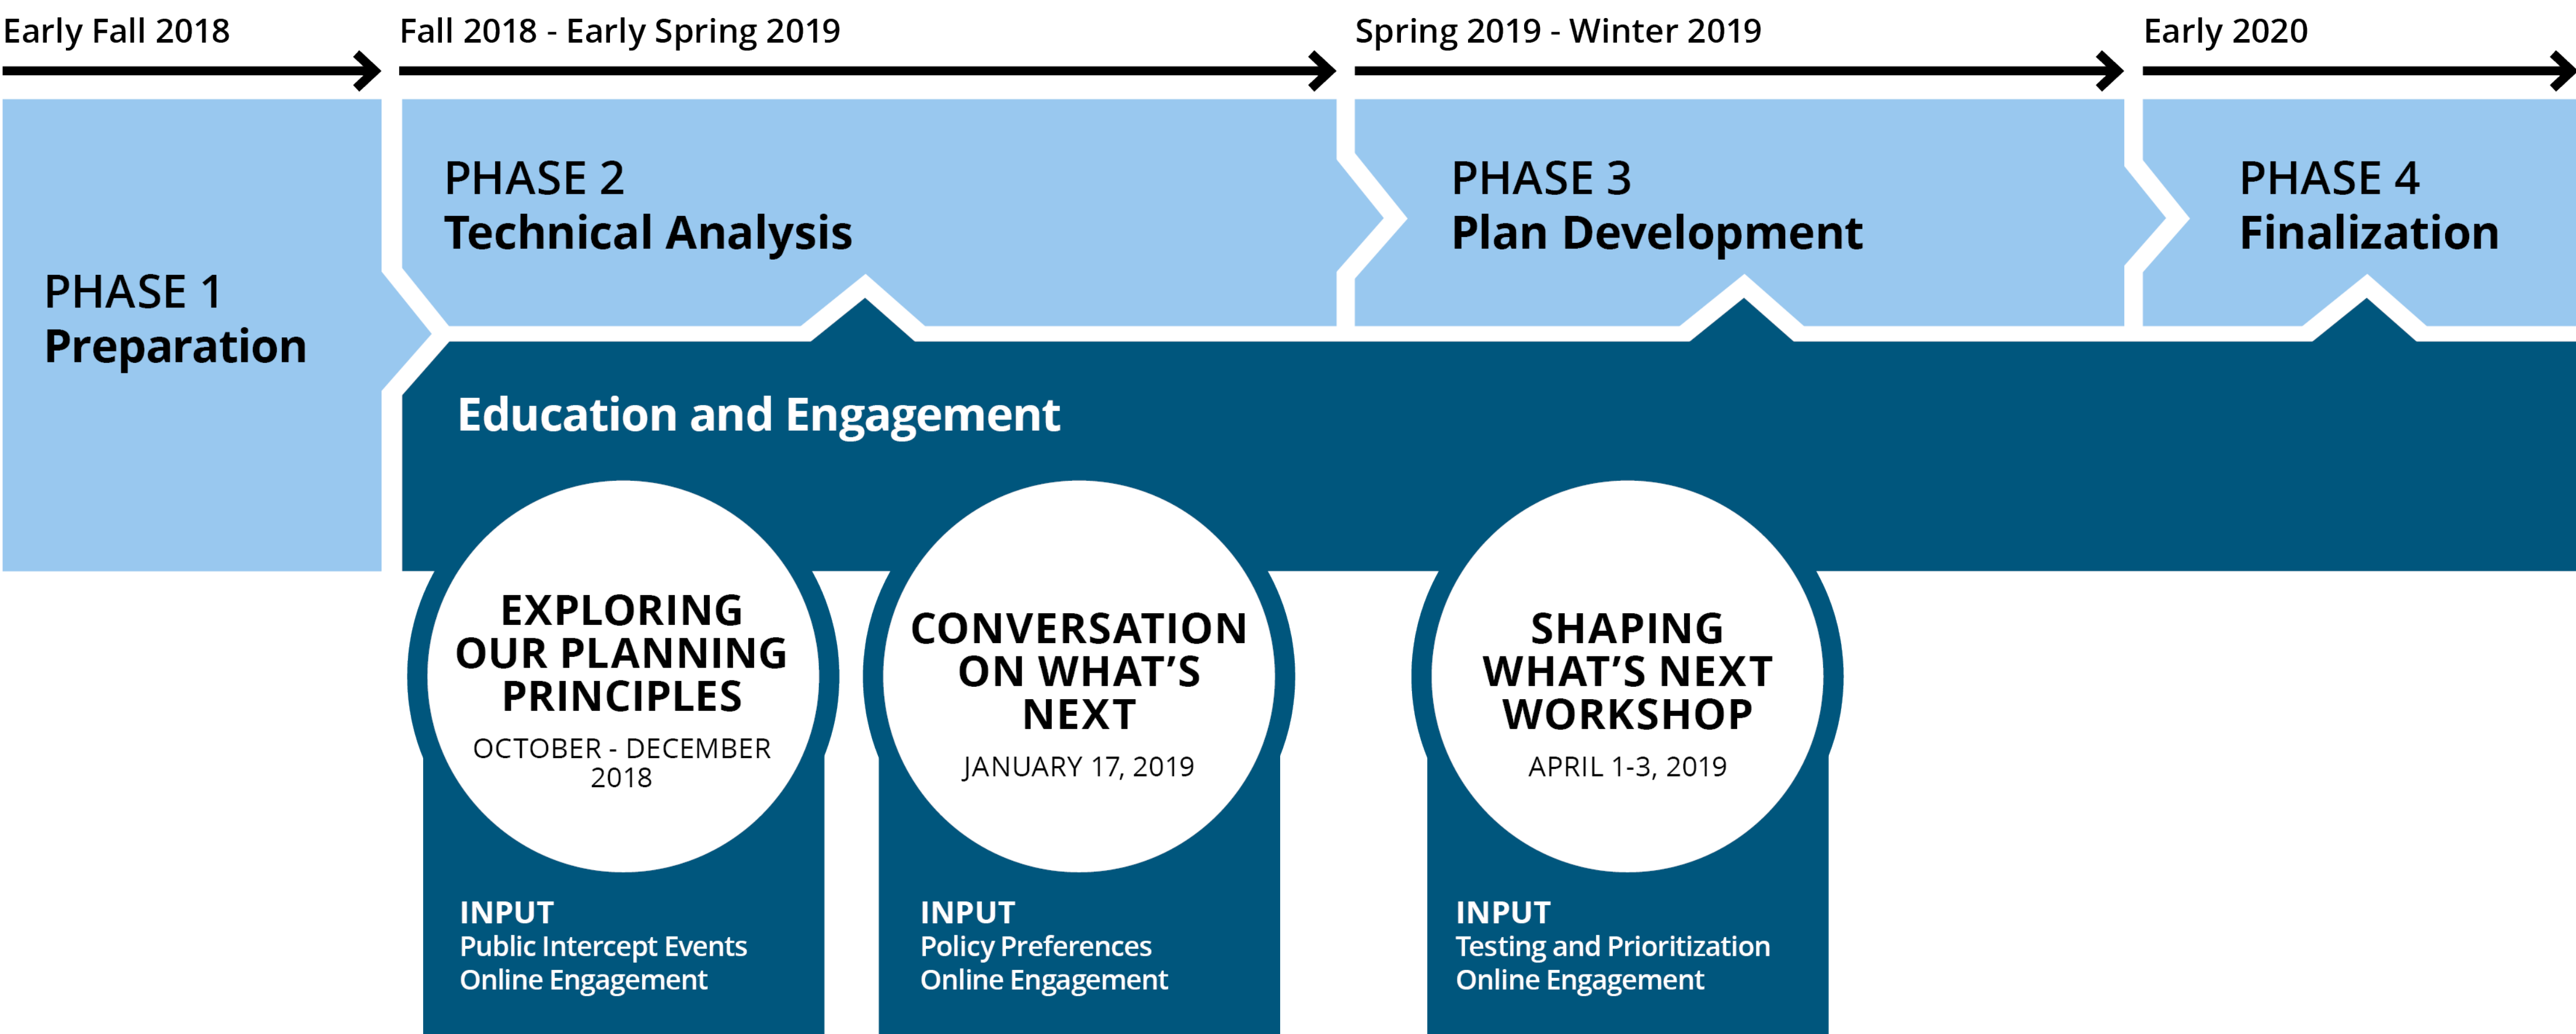 Early Fall 2018
Fall 2018 - Early Spring 2019
Spring 2019 - Winter 2019
Early 2020
PHASE 1
Preparation
PHASE 2
Technical Analysis
PHASE 3
Plan Development
PHASE 4
Finalization
Education and Engagement
EXPLORING
OUR PLANNING
PRINCIPLES
OCTOBER - DECEMBER
2018
INPUT
Public Intercept Events
Online Engagement
CONVERSATION
ON WHAT’S
NEXT
JANUARY 17, 2019
INPUT
Policy Preferences
Online Engagement
SHAPING
WHAT’S NEXT
WORKSHOP
APRIL 1-3, 2019
INPUT
Testing and Prioritization
Online Engagement